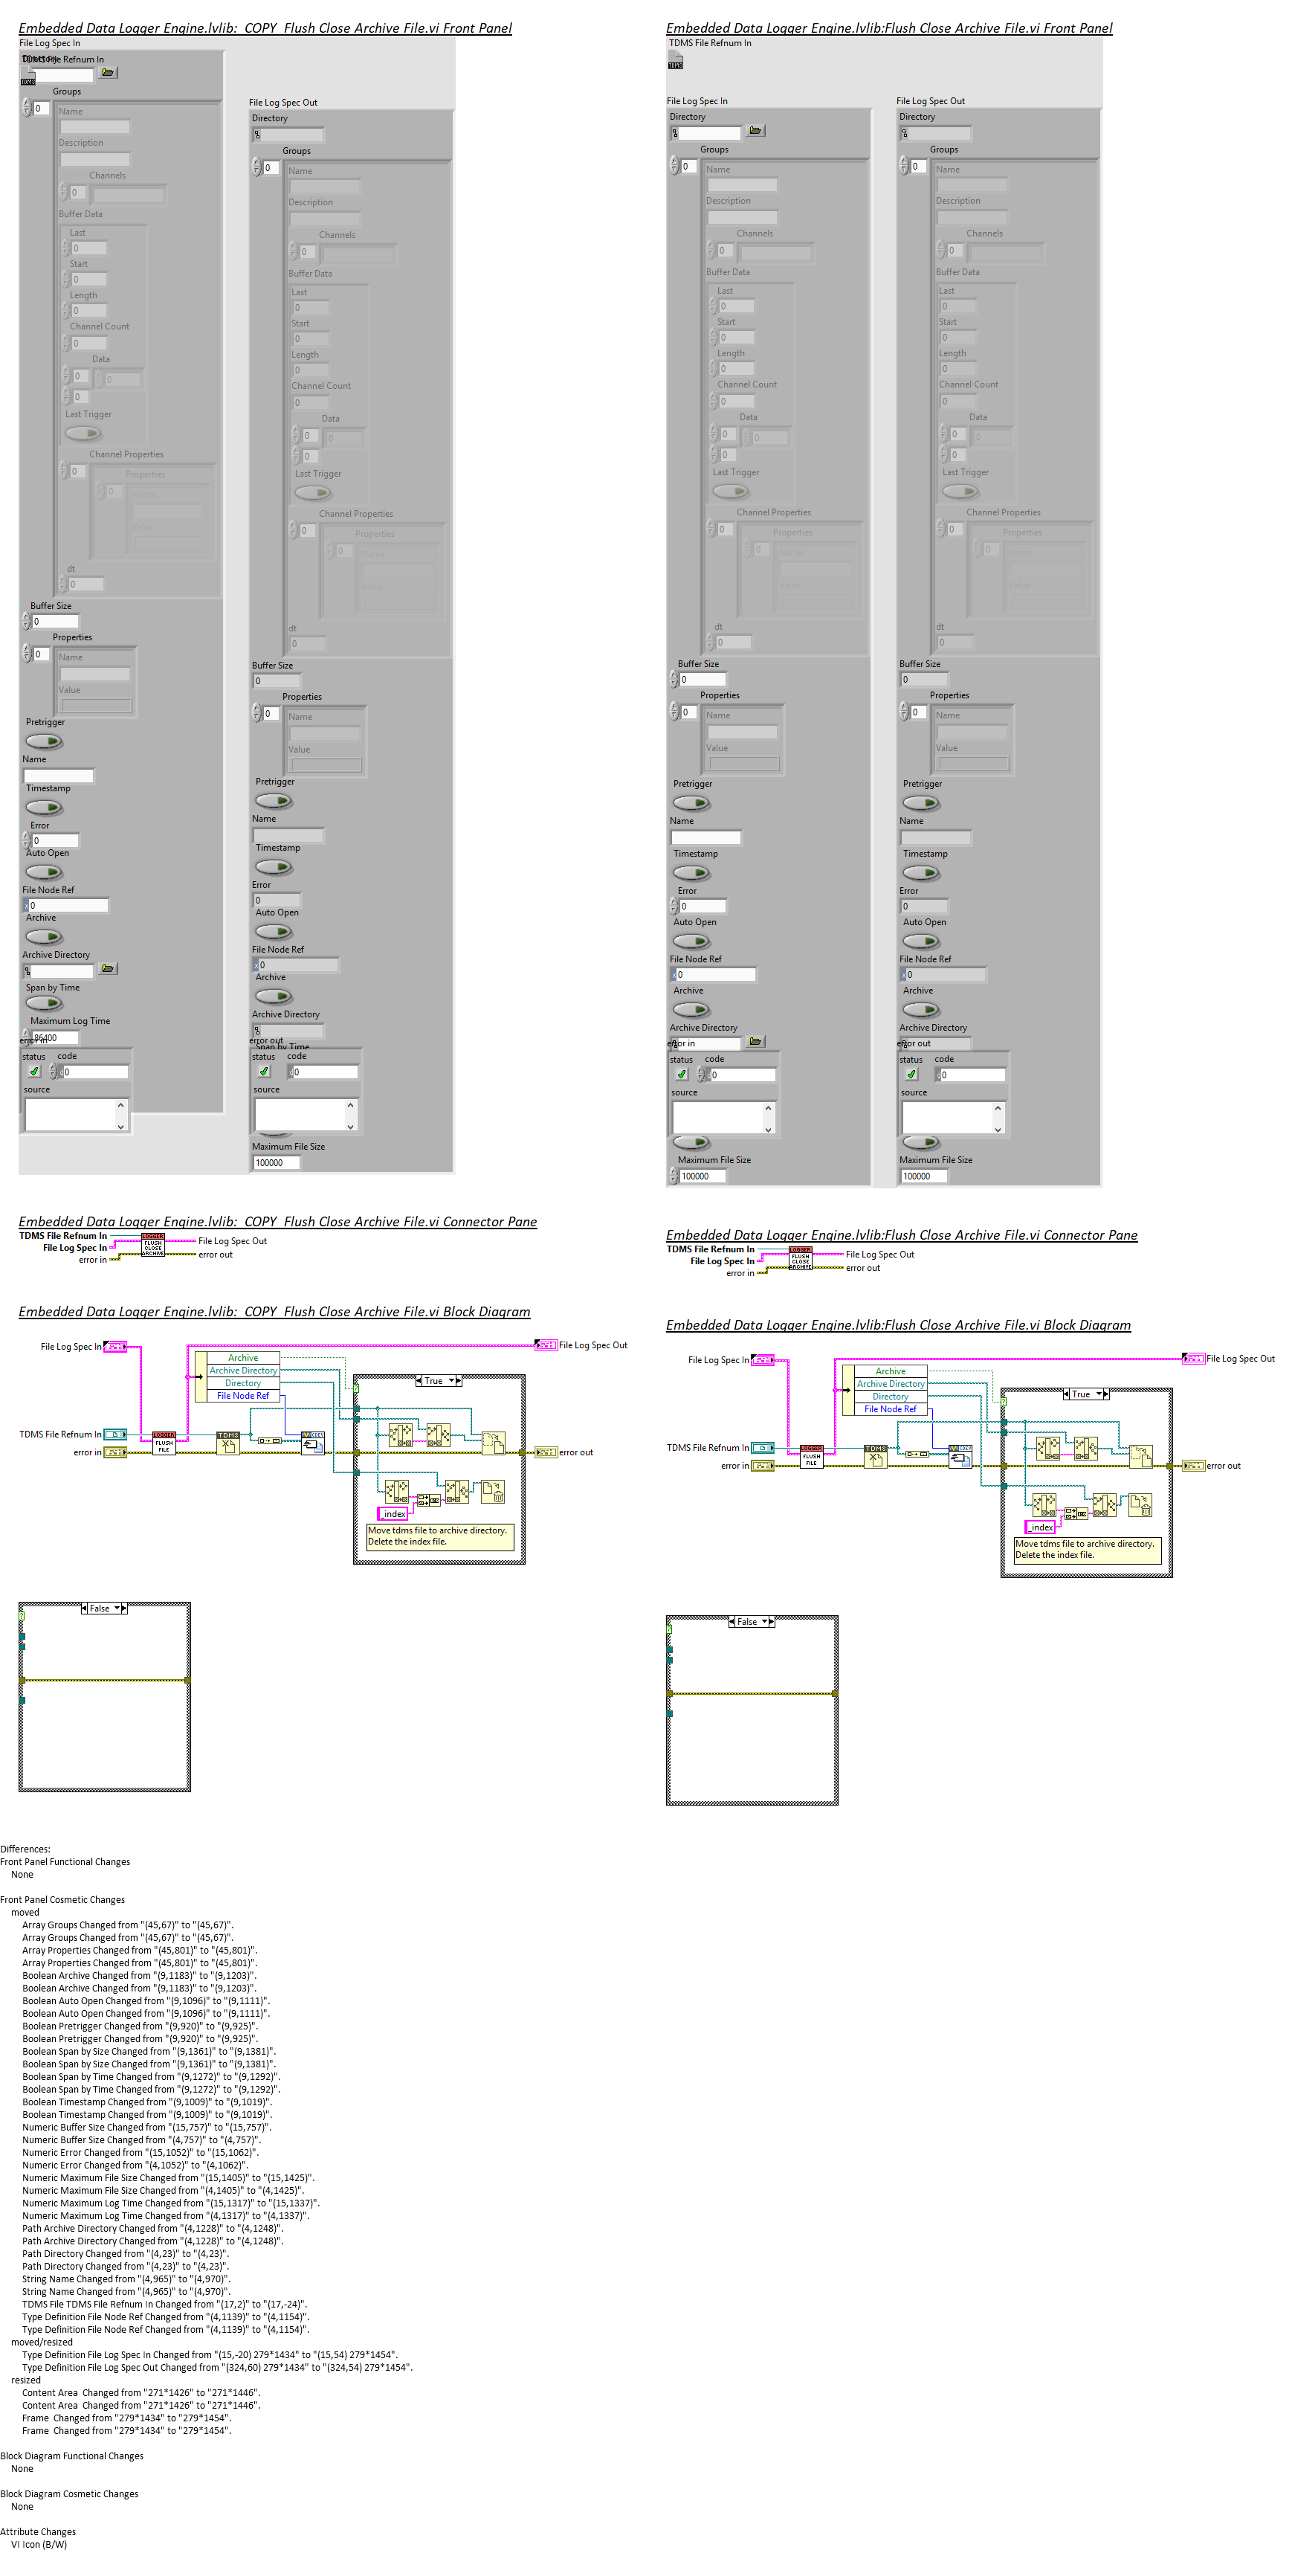 Embedded Data Logger Engine.lvlib:_COPY_Flush Close Archive File.vi Front Panel
File Log Spec In
TDMS File Refnum In
Groups
0
Name
Description
Channels
0
Buffer Data
Last
0
Start
0
Length
0
Channel Count
0
Data
0
0
0
Last Trigger
Channel Properties
0
Properties
0
Name
Value
dt
0
Buffer Size
0
Properties
0
Name
Value
Pretrigger
Name
Timestamp
Error
0
Auto Open
File Node Ref
x 0
Archive
Archive Directory
Span by Time
Maximum Log Time
86400
error in
status code
0
source
File Log Spec Out
Directory
Groups
0
Name
Description
Channels
0
Buffer Data
Last
0
Start
0
Length
0
Channel Count
0
Data
0
0
0
Last Trigger
Channel Properties
0
Properties
0
Name
Value
dt
0
Buffer Size
0
Properties
0
Name
Value
Pretrigger
Name
Timestamp
Error
0
Auto Open
File Node Ref
x 0
Archive
Archive Directory
Span by Time
error out
status code
0
source
Maximum File Size
100000
Embedded Data Logger Engine.lvlib:Flush Close Archive File.vi Front Panel
TDMS File Refnum In
File Log Spec In
Directory
Groups
0
Name
Description
Channels
0
Buffer Data
Last
0
Start
0
Length
0
Channel Count
0
Data
0
0
0
Last Trigger
Channel Properties
0
Properties
0
Name
Value
dt
0
Buffer Size
0
Properties
0
Name
Value
Pretrigger
Name
Timestamp
Error
0
Auto Open
File Node Ref
x 0
Archive
Archive Directory
error in
status code
0
source
Maximum File Size
100000
File Log Spec Out
Directory
Groups
0
Name
Description
Channels
0
Buffer Data
Last
0
Start
0
Length
0
Channel Count
0
Data
0
0
0
Last Trigger
Channel Properties
0
Properties
0
Name
Value
dt
0
Buffer Size
0
Properties
0
Name
Value
Pretrigger
Name
Timestamp
Error
0
Auto Open
File Node Ref
x 0
Archive
Archive Directory
error out
status code
0
source
Maximum File Size
100000
Embedded Data Logger Engine.lvlib:_COPY_Flush Close Archive File.vi Connector Pane
TDMS File Refnum In
File Log Spec In
error in
LOGGER
FLUSH
CLOSE
ARCHIVE
File Log Spec Out
error out
Embedded Data Logger Engine.lvlib:Flush Close Archive File.vi Connector Pane
TDMS File Refnum In
File Log Spec In
error in
LOGGER
FLUSH
CLOSE
ARCHIVE
File Log Spec Out
error out
Embedded Data Logger Engine.lvlib:_COPY_Flush Close Archive File.vi Block Diagram
File Log Spec In
File Log Spec Out
Archive
Archive Directory
Directory
File Node Ref
True
TDMS File Refnum In
error in
LOGGER
FLUSH
FILE
TDMS
error out
_index
Move tdms file to archive directory.
Delete the index file.
False
Embedded Data Logger Engine.lvlib:Flush Close Archive File.vi Block Diagram
File Log Spec In
File Log Spec Out
Archive
Archive Directory
Directory
File Node Ref
True
TDMS File Refnum In
error in
LOGGER
FLUSH
FILE
TDMS
error out
_index
Move tdms file to archive directory.
Delete the index file.
False
Differences:
Front Panel Functional Changes
None
Front Panel Cosmetic Changes
moved
Array Groups Changed from "(45,67)" to "(45,67)".
Array Groups Changed from "(45,67)" to "(45,67)".
Array Properties Changed from "(45,801)" to "(45,801)".
Array Properties Changed from "(45,801)" to "(45,801)".
Boolean Archive Changed from "(9,1183)" to "(9,1203)".
Boolean Archive Changed from "(9,1183)" to "(9,1203)".
Boolean Auto Open Changed from "(9,1096)" to "(9,1111)".
Boolean Auto Open Changed from "(9,1096)" to "(9,1111)".
Boolean Pretrigger Changed from "(9,920)" to "(9,925)".
Boolean Pretrigger Changed from "(9,920)" to "(9,925)".
Boolean Span by Size Changed from "(9,1361)" to "(9,1381)".
Boolean Span by Size Changed from "(9,1361)" to "(9,1381)".
Boolean Span by Time Changed from "(9,1272)" to "(9,1292)".
Boolean Span by Time Changed from "(9,1272)" to "(9,1292)".
Boolean Timestamp Changed from "(9,1009)" to "(9,1019)".
Boolean Timestamp Changed from "(9,1009)" to "(9,1019)".
Numeric Buffer Size Changed from "(15,757)" to "(15,757)".
Numeric Buffer Size Changed from "(4,757)" to "(4,757)".
Numeric Error Changed from "(15,1052)" to "(15,1062)".
Numeric Error Changed from "(4,1052)" to "(4,1062)".
Numeric Maximum File Size Changed from "(15,1405)" to "(15,1425)".
Numeric Maximum File Size Changed from "(4,1405)" to "(4,1425)".
Numeric Maximum Log Time Changed from "(15,1317)" to "(15,1337)".
Numeric Maximum Log Time Changed from "(4,1317)" to "(4,1337)".
Path Archive Directory Changed from "(4,1228)" to "(4,1248)".
Path Archive Directory Changed from "(4,1228)" to "(4,1248)".
Path Directory Changed from "(4,23)" to "(4,23)".
Path Directory Changed from "(4,23)" to "(4,23)".
String Name Changed from "(4,965)" to "(4,970)".
String Name Changed from "(4,965)" to "(4,970)".
TDMS File TDMS File Refnum In Changed from "(17,2)" to "(17,-24)".
Type Definition File Node Ref Changed from "(4,1139)" to "(4,1154)".
Type Definition File Node Ref Changed from "(4,1139)" to "(4,1154)".
moved/resized
Type Definition File Log Spec In Changed from "(15,-20) 279*1434" to "(15,54) 279*1454".
Type Definition File Log Spec Out Changed from "(324,60) 279*1434" to "(324,54) 279*1454".
resized
Content Area  Changed from "271*1426" to "271*1446".
Content Area  Changed from "271*1426" to "271*1446".
Frame  Changed from "279*1434" to "279*1454".
Frame  Changed from "279*1434" to "279*1454".
Block Diagram Functional Changes
None
Block Diagram Cosmetic Changes
None
Attribute Changes
VI Icon (B/W)